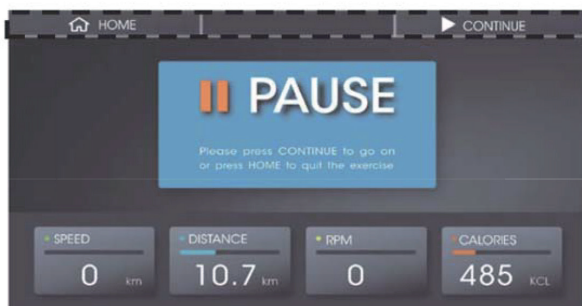 HOME
CONTINUE
PAUSE
Please press CONTINUE to go on
or press HOME to quit the exercise
SPEED
DISTANCE
RPM
CALORIES
0 km
10.7 km
0
485 KCL